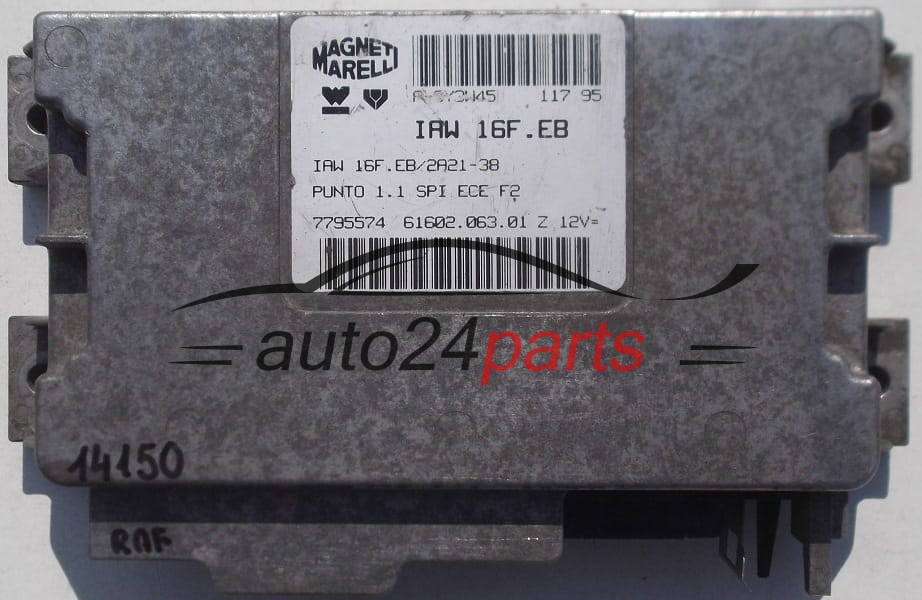 MAGNETI
MARELLI
117 95
IAW 16F.EB
IAW 16F.EB/2A21-38
PUNTO 1.1 SPI ECE F2
7795574 61602.063.01 Z 12V=
auto24parts
14150